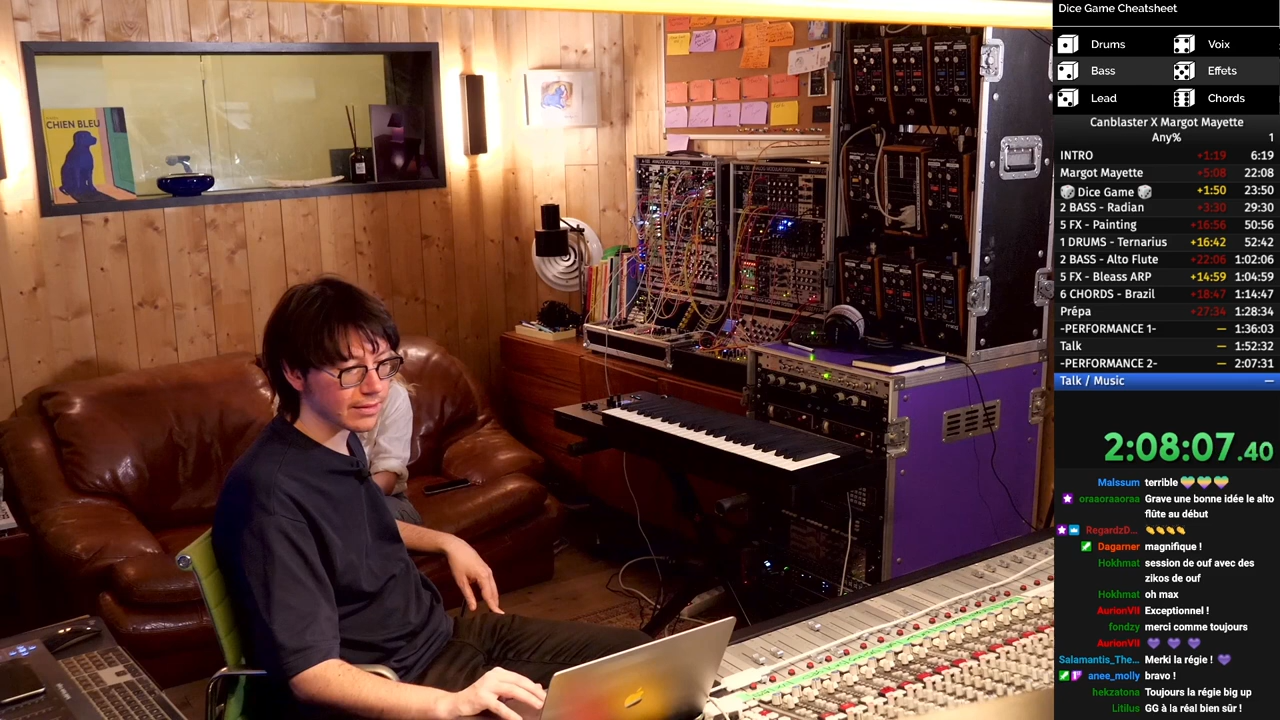 Dice Game Cheatsheet
Drums Voix
Bass Effets
Lead Chords
Canblaster X Margot Mayette
Any% 1
INTRO +1:19 6:19
Margot Mayette +5:08 22:08
🎲 Dice Game 🎲 +1:50 23:50
2 BASS - Radian +3:30 29:30
5 FX - Painting +16:56 50:56
1 DRUMS - Ternarius +16:42 52:42
2 BASS - Alto Flute +22:06 1:02:06
5 FX - Bleass ARP +14:59 1:04:59
6 CHORDS - Brazil +18:47 1:14:47
Prépa +27:34 1:28:34
-PERFORMANCE 1- — 1:36:03
Talk — 1:52:32
-PERFORMANCE 2- — 2:07:31
Talk / Music —
2:08:07.40
Malssum terrible
oraaoraaoraa Grave une bonne idée le alto
flûte au début
RegardzD... 👏👏👏👏
Dagarner magnifique !
Hokhmat session de ouf avec des
zikos de ouf
Hokhmat oh max
AurionVII Exceptionnel !
fondzy merci comme toujours
AurionVII 💜 💜 💜
Salamantis_The... Merki la régie ! 💜
anee_molly bravo !
hekzatona Toujours la régie big up
Litilus GG à la réal bien sûr !
CHIEN BLEU